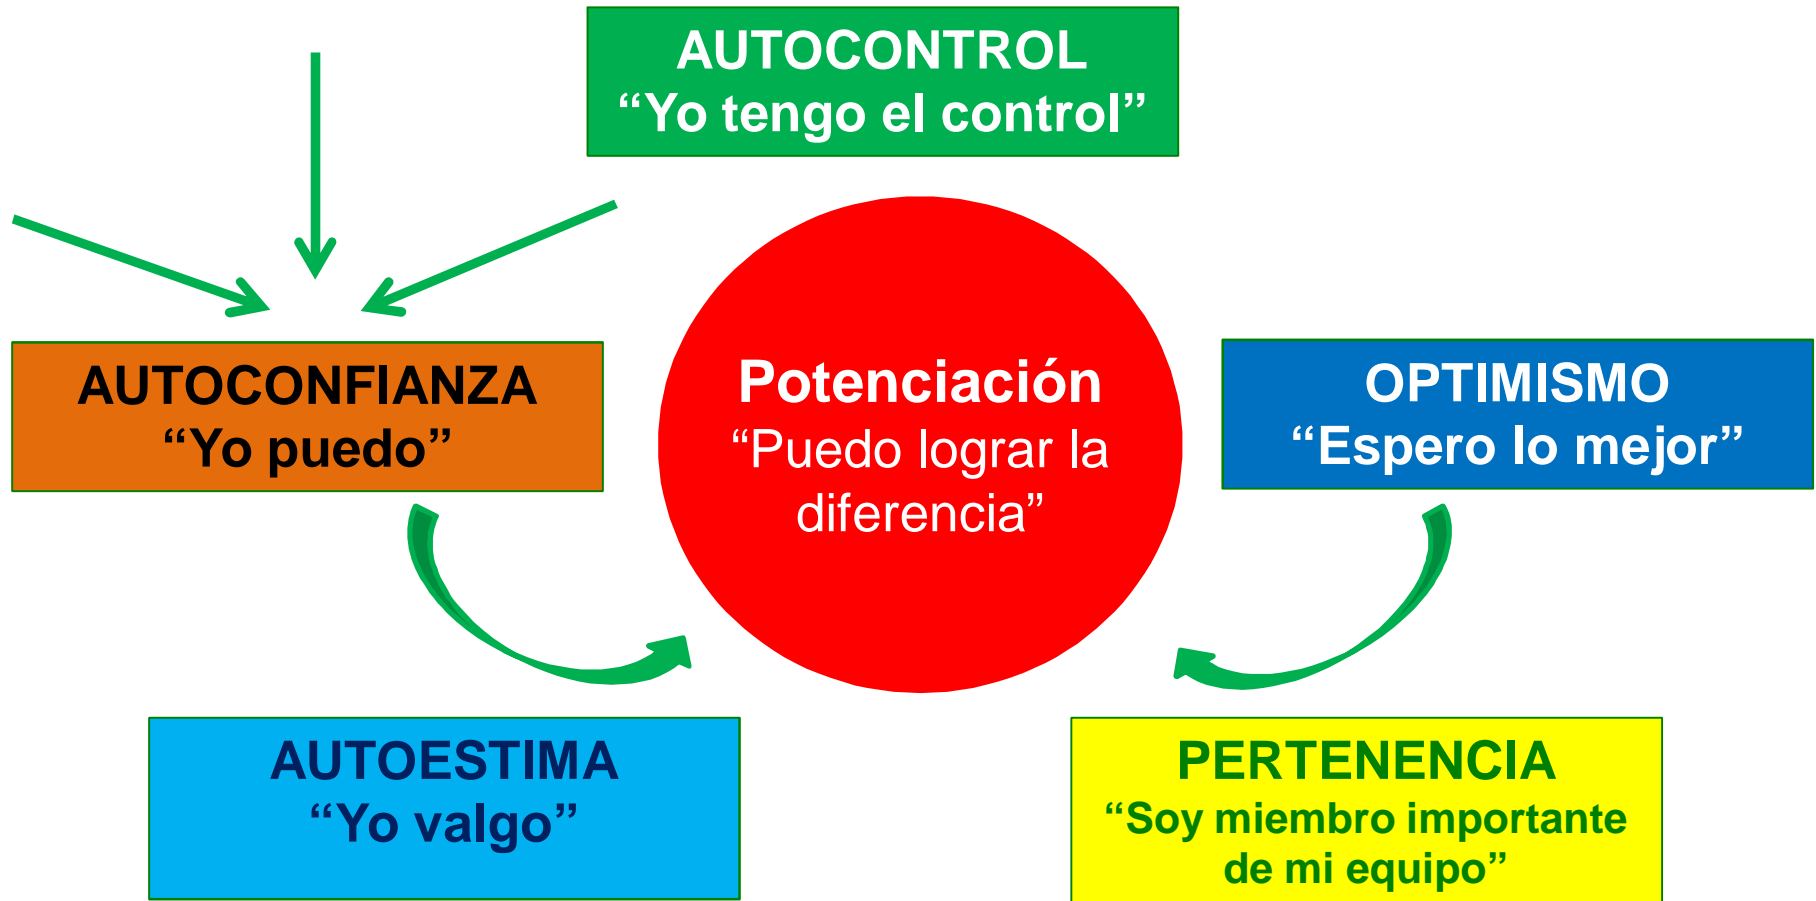 AUTOCONTROL
“Yo tengo el control”
AUTOCONFIANZA
“Yo puedo”
Potenciación
“Puedo lograr la
diferencia”
OPTIMISMO
“Espero lo mejor”
AUTOESTIMA
“Yo valgo”
PERTENENCIA
“Soy miembro importante
de mi equipo”